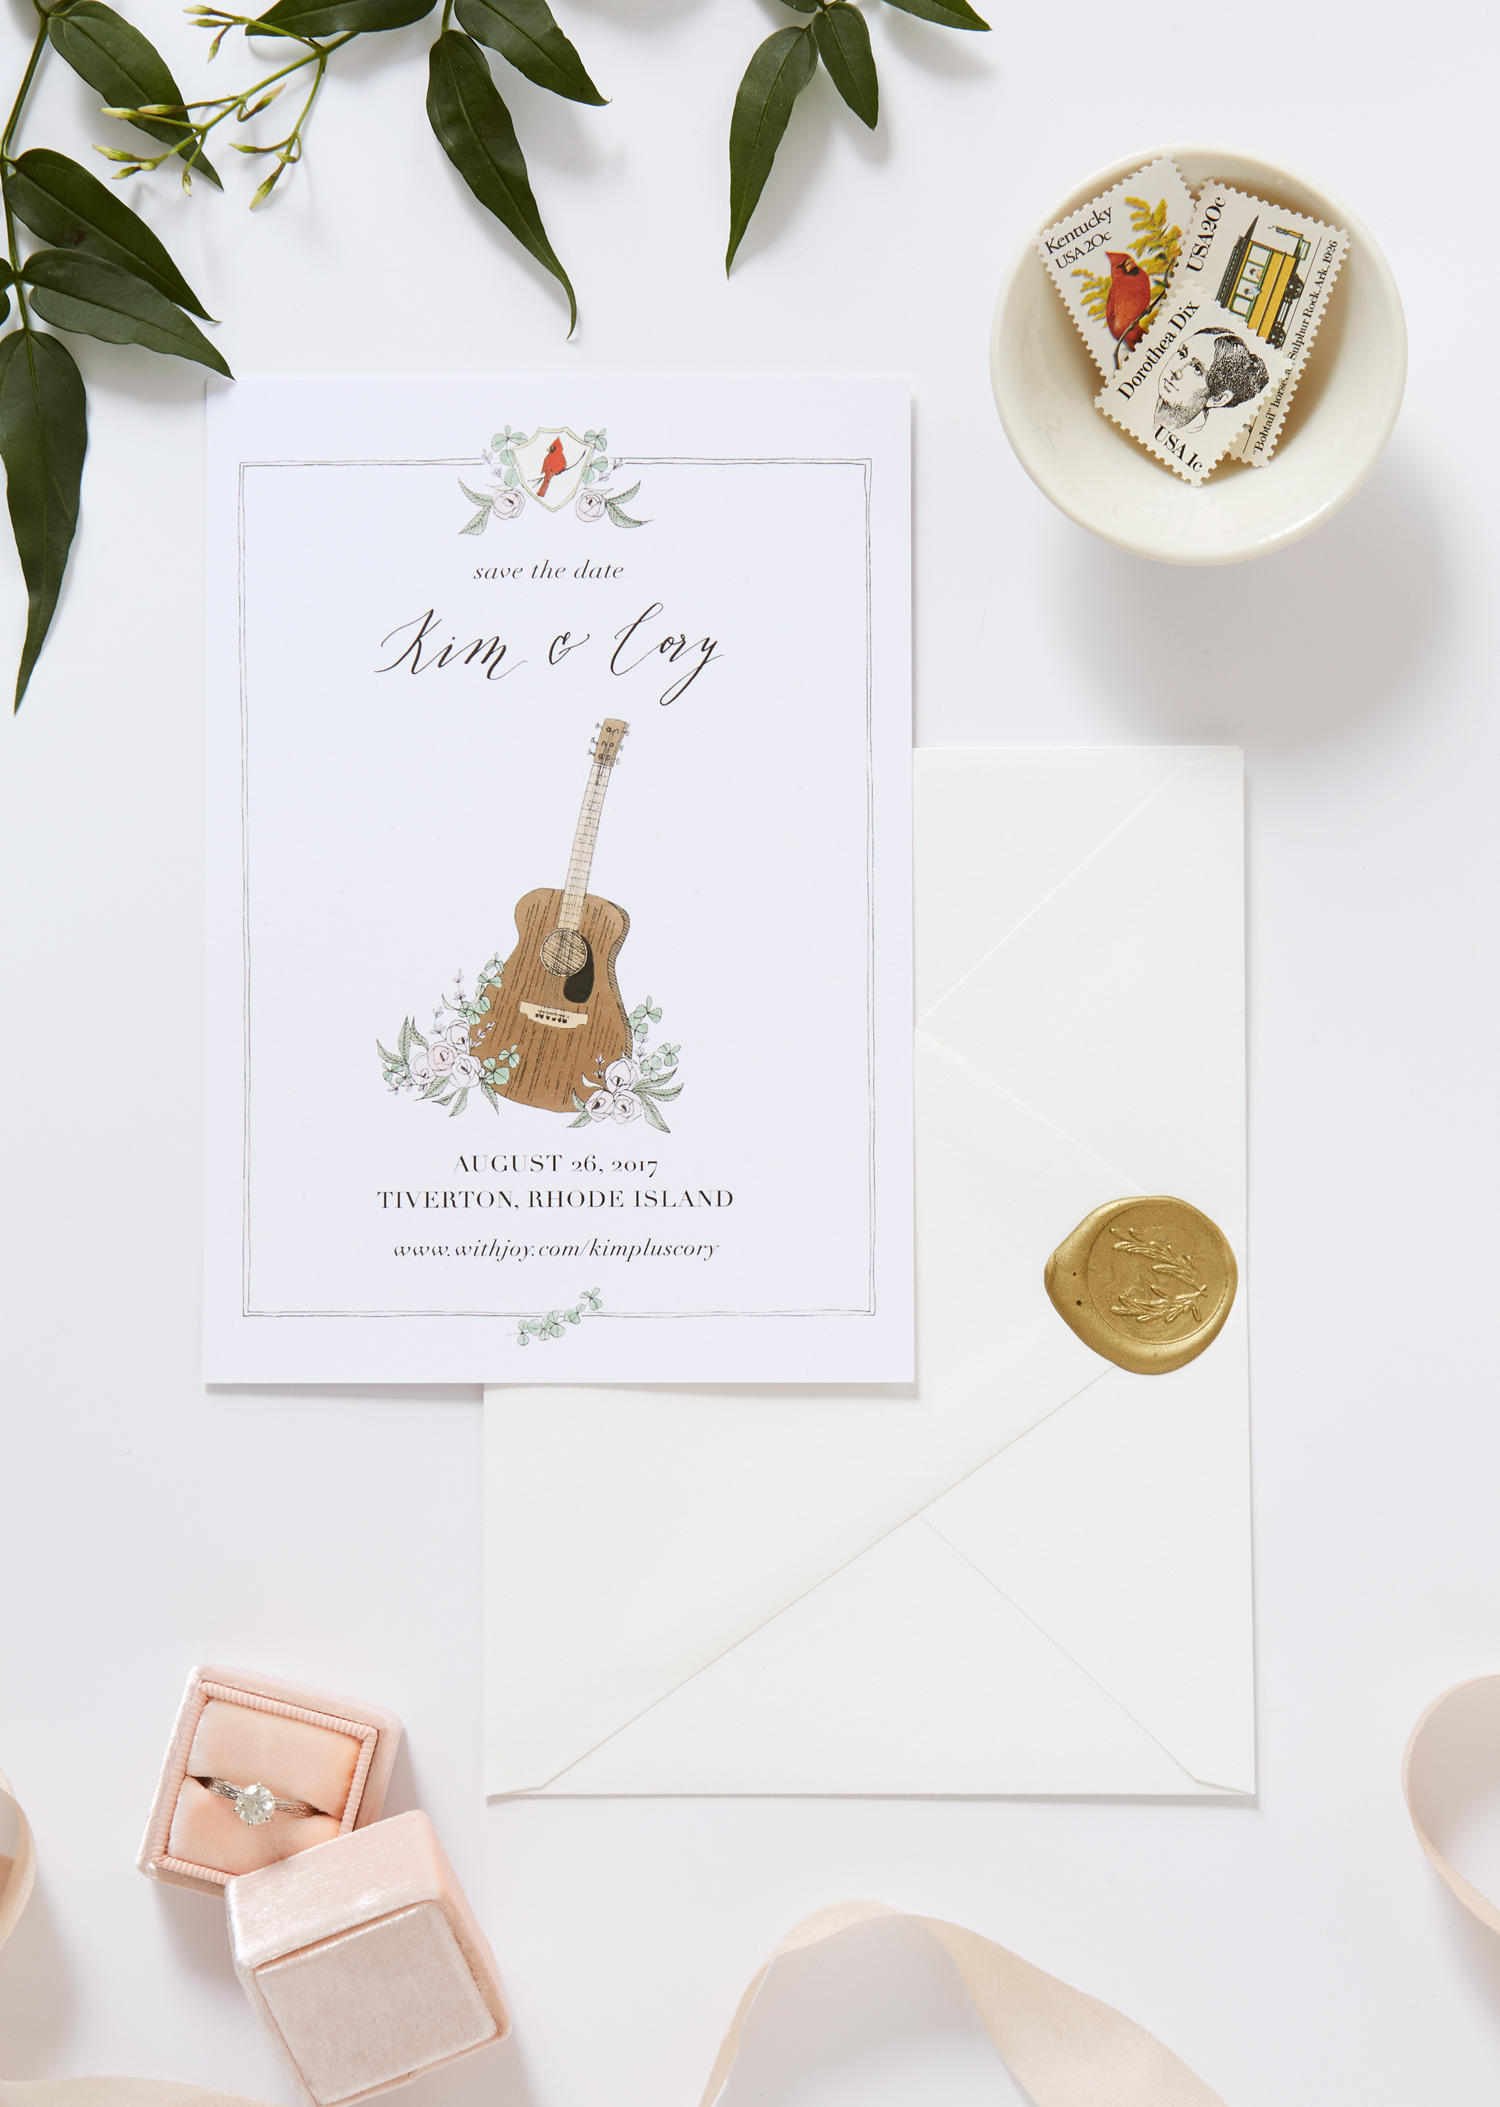 save the date
Kim & Cory
AUGUST 26, 2017
TIVERTON, RHODE ISLAND
www.withjoy.com/kimpluscory
Kentucky
USA 20c
USA 20c
Sulphur Rock, Ark. 1926
"Bobtail" horse
Dorothea Dix
USA 1c